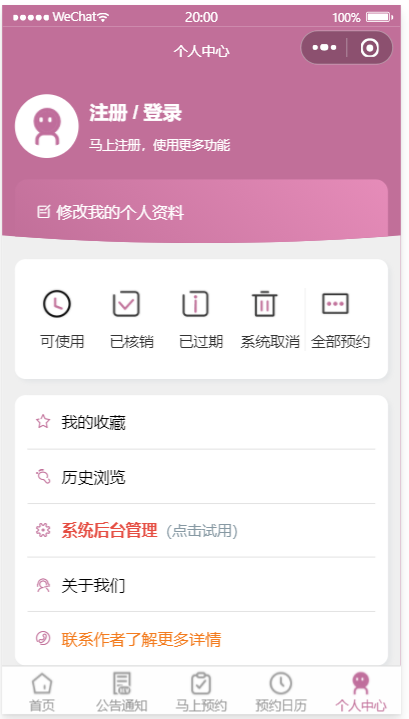 WeChat 20:00 100%
个人中心
注册 / 登录
马上注册，使用更多功能
修改我的个人资料
可使用 已核销 已过期 系统取消 全部预约
我的收藏
历史浏览
系统后台管理 (点击试用)
关于我们
联系作者了解更多详情
首页 公告通知 马上预约 预约日历 个人中心